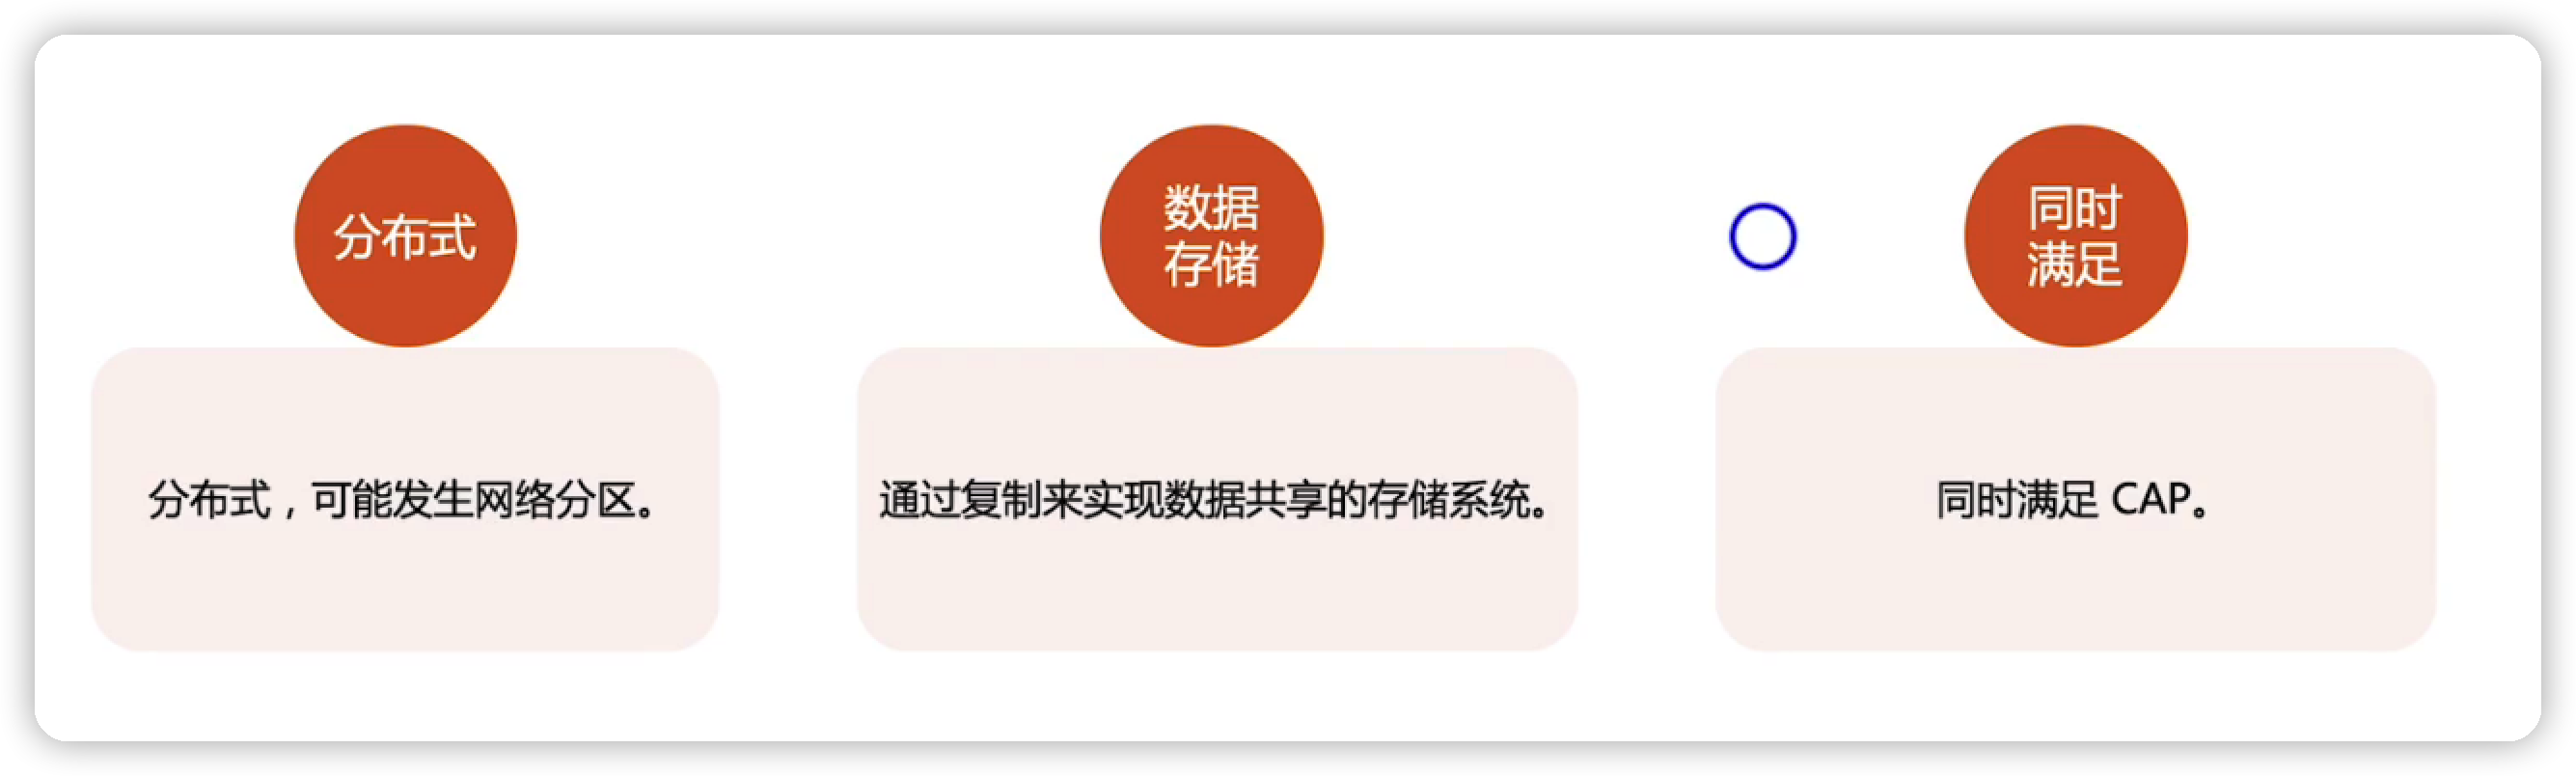 分布式
数据
存储
同时
满足
分布式，可能发生网络分区。
通过复制来实现数据共享的存储系统。
同时满足 CAP。